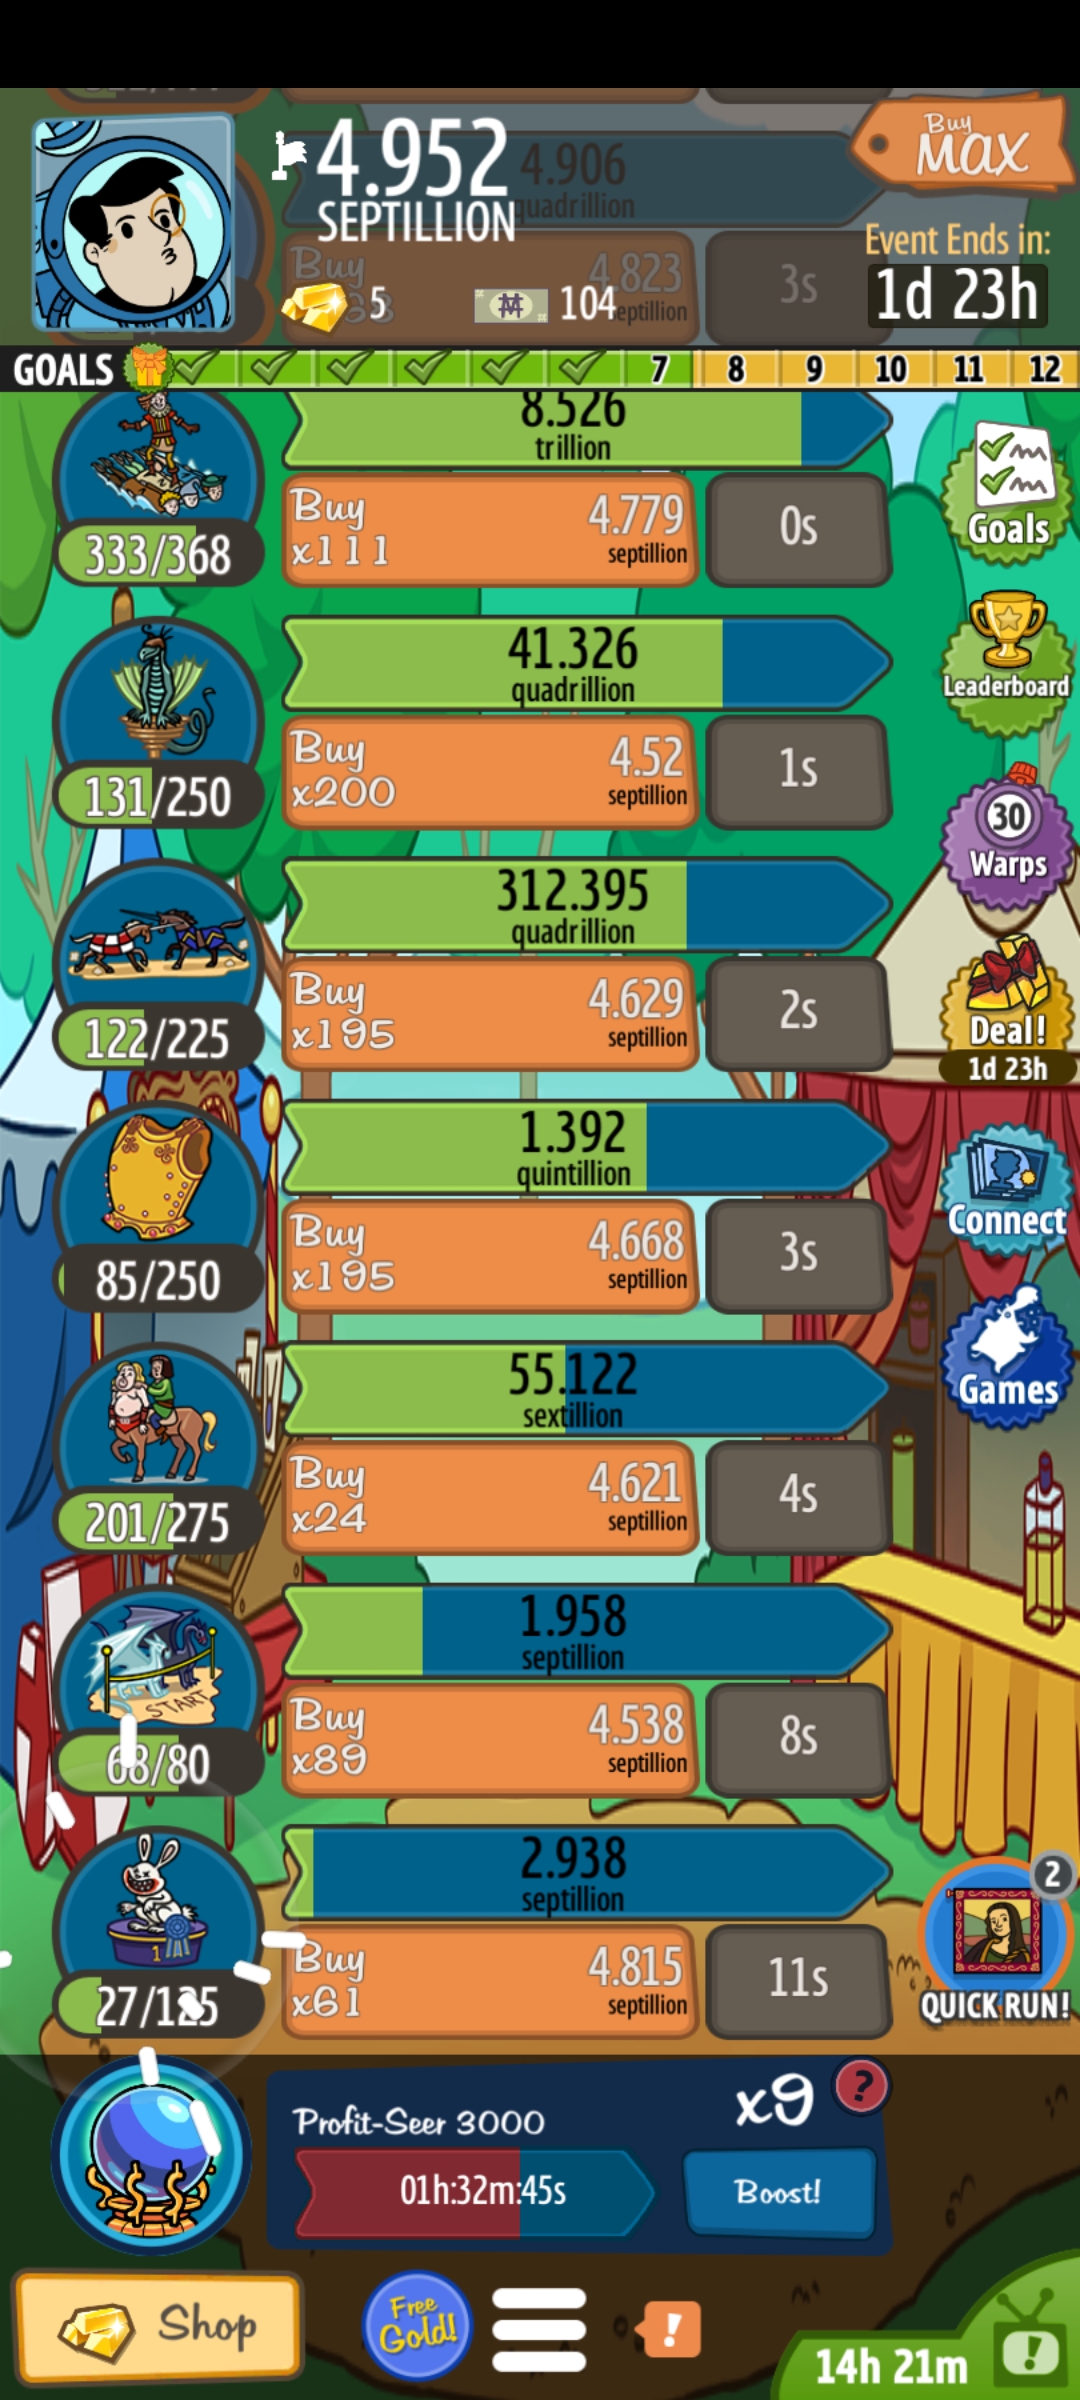 4.952
SEPTILLION
4.906
quadrillion
Buy
MAX
Event Ends in:
1d 23h
Buy
4.823
septillion
3s
5
104
GOALS
7 8 9 10 11 12
8.526
trillion
333/368
Buy
x111
4.779
septillion
0s
Goals
41.326
quadrillion
131/250
Buy
x200
4.52
septillion
1s
Leaderboard
30
Warps
312.395
quadrillion
122/225
Buy
x195
4.629
septillion
2s
Deal!
1d 23h
1.392
quintillion
85/250
Buy
x195
4.668
septillion
3s
Connect
55.122
sextillion
201/275
Buy
x24
4.621
septillion
4s
Games
1.958
septillion
START
68/80
Buy
x89
4.538
septillion
8s
2.938
septillion
1
27/125
Buy
x61
4.815
septillion
11s
2
QUICK RUN!
Profit-Seer 3000
x9
?
01h:32m:45s
Boost!
Shop
Free
Gold!
!
14h 21m
!